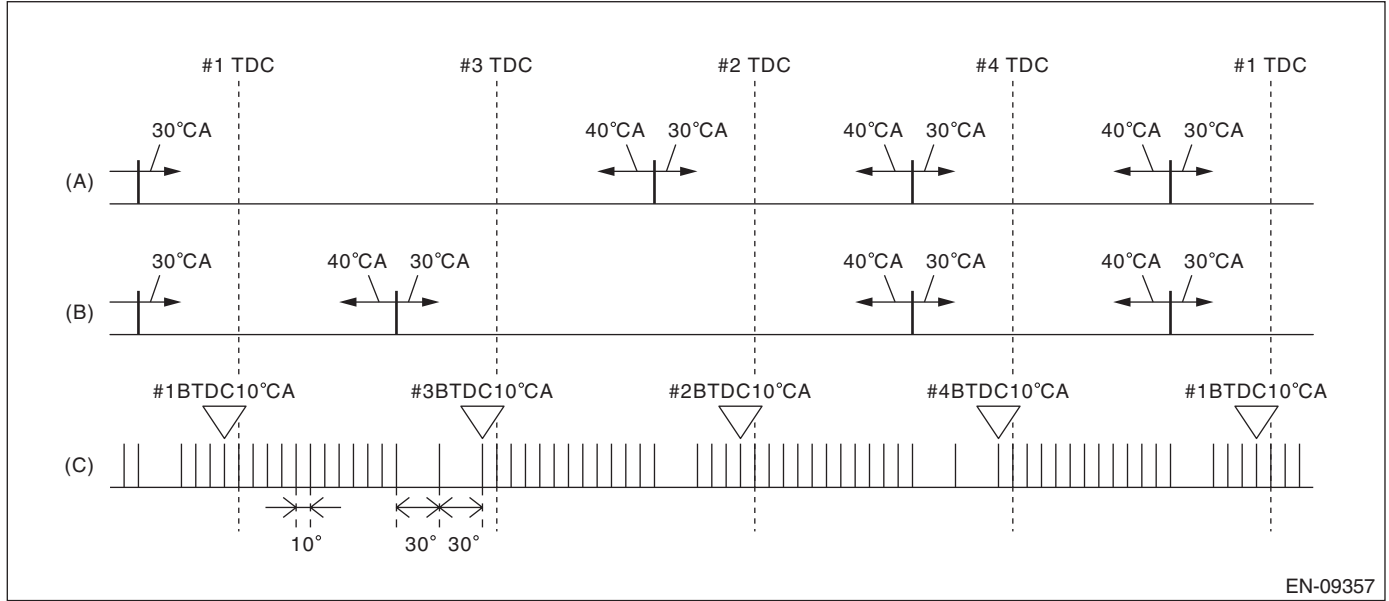 #1 TDC #3 TDC #2 TDC #4 TDC #1 TDC
30°CA 40°CA 30°CA 40°CA 30°CA 40°CA 30°CA
(A)
30°CA 40°CA 30°CA 40°CA 30°CA 40°CA 30°CA
(B)
#1BTDC10°CA #3BTDC10°CA #2BTDC10°CA #4BTDC10°CA #1BTDC10°CA
(C)
10° 30° 30°
EN-09357